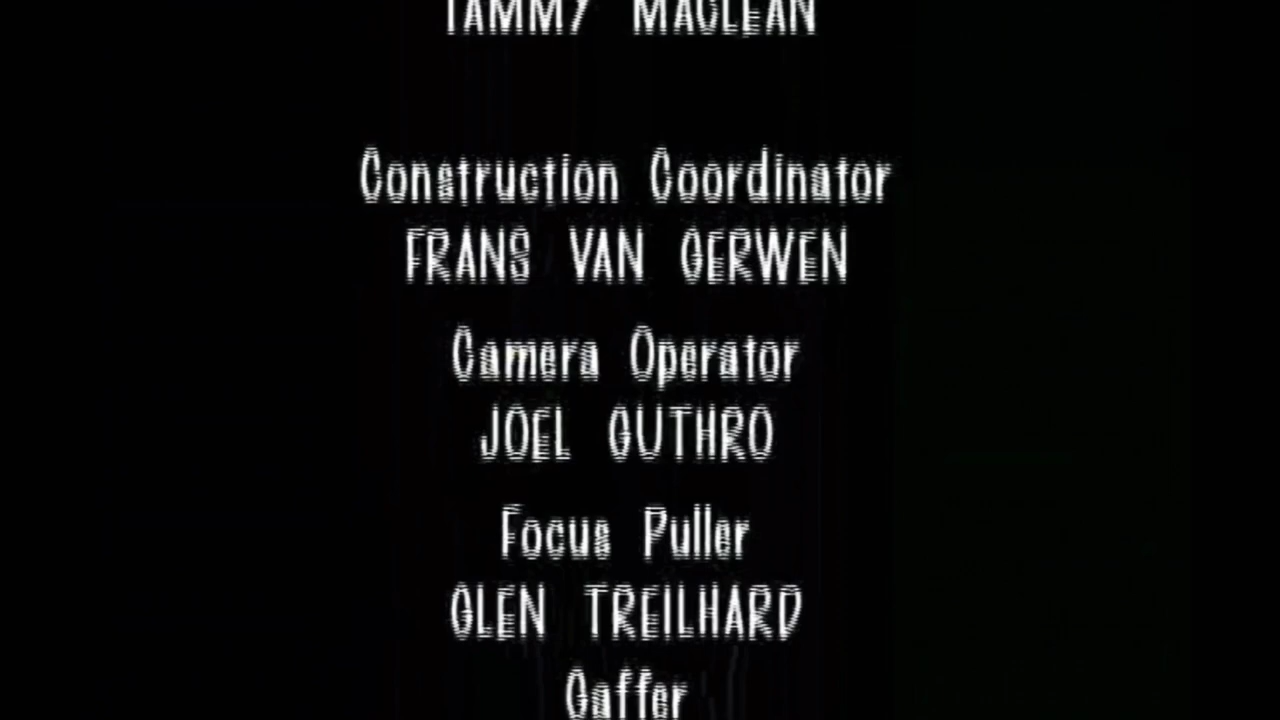 TAMMY MACLEAN
Construction Coordinator
FRANS VAN GERWEN
Camera Operator
JOEL GUTHRO
Focus Puller
GLEN TREILHARD
Gaffer